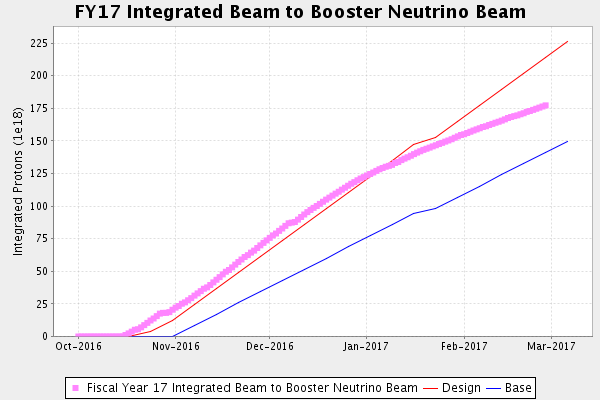 FY17 Integrated Beam to Booster Neutrino Beam
Integrated Protons (1e18)
225
200
175
150
125
100
75
50
25
0
Oct-2016 Nov-2016 Dec-2016 Jan-2017 Feb-2017 Mar-2017
Fiscal Year 17 Integrated Beam to Booster Neutrino Beam Design Base